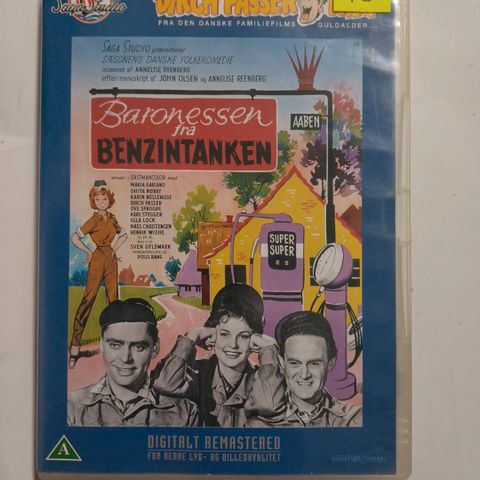 Saga Studio
DIRCH PASSER
FRA DEN DANSKE FAMILIEFILMS GULDALDER...
SAGA STUDIO præsenterer
SÆSONENS DANSKE FOLKEKOMEDIE
iscenesat af ANNELISE REENBERG
efter manuskript af JOHN OLSEN og ANNELISE REENBERG
Baronessen
fra
BENZINTANKEN
AABEN
EASTMANCOLOR med
MARIA GARLAND
GHITA NØRBY
KARIN NELLEMOSE
DIRCH PASSER
OVE SPROGØE
KARL STEGGER
ULLA LOCK
HASS CHRISTENSEN
HENRIK WIEHE
O.M.A.
SVEN GYLDMARK
POUL BANG
SUPER
SUPER
A
DIGITALT REMASTERED
FOR BEDRE LYD- OG BILLEDKVALITET